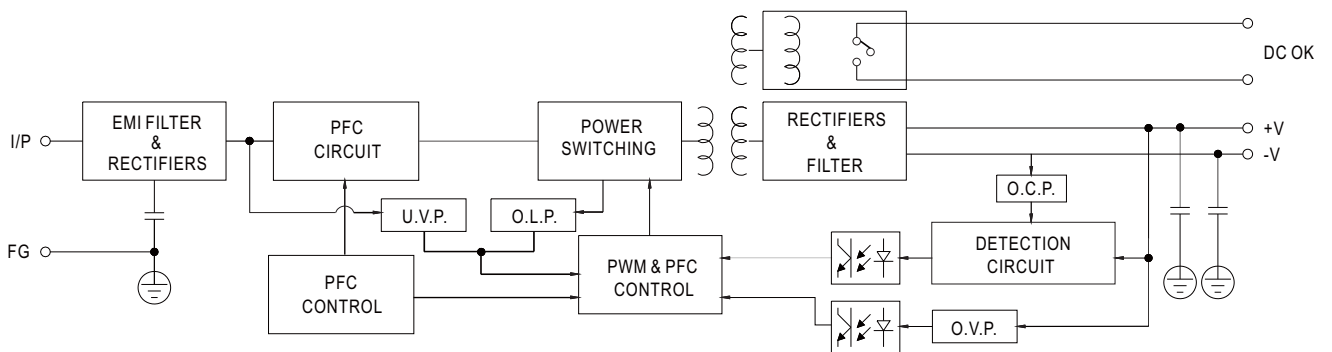 DC OK
I/P
EMI FILTER
&
RECTIFIERS
PFC
CIRCUIT
POWER
SWITCHING
RECTIFIERS
&
FILTER
+V
-V
U.V.P.
O.L.P.
O.C.P.
FG
PFC
CONTROL
PWM & PFC
CONTROL
DETECTION
CIRCUIT
O.V.P.